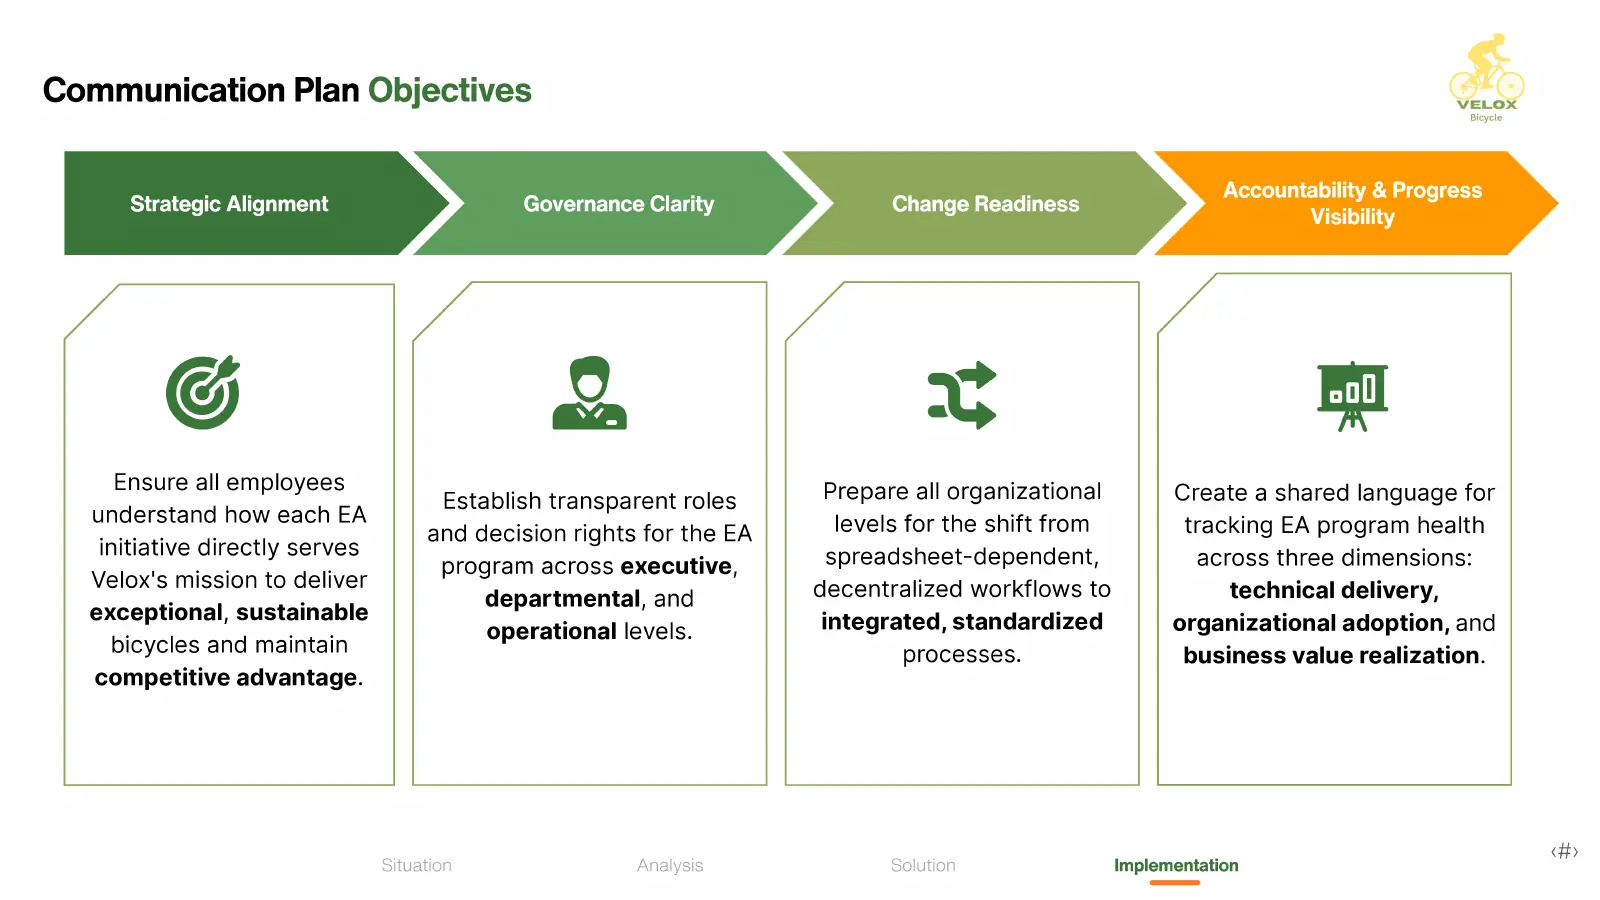 Communication Plan Objectives
VELOX
Bicycle
Strategic Alignment
Governance Clarity
Change Readiness
Accountability & Progress
Visibility
Ensure all employees
understand how each EA
initiative directly serves
Velox's mission to deliver
exceptional, sustainable
bicycles and maintain
competitive advantage.
Establish transparent roles
and decision rights for the EA
program across executive,
departmental, and
operational levels.
Prepare all organizational
levels for the shift from
spreadsheet-dependent,
decentralized workflows to
integrated, standardized
processes.
Create a shared language for
tracking EA program health
across three dimensions:
technical delivery,
organizational adoption, and
business value realization.
Situation
Analysis
Solution
Implementation
‹#›